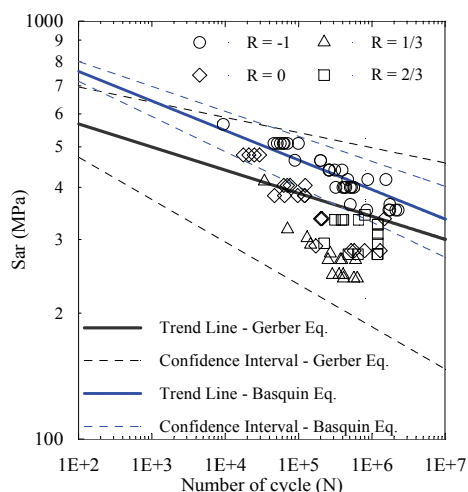 1000
8
7
6
5
4
3
2
100
Sar (MPa)
R = -1
R = 1/3
R = 0
R = 2/3
Trend Line - Gerber Eq.
Confidence Interval - Gerber Eq.
Trend Line - Basquin Eq.
Confidence Interval - Basquin Eq.
1E+2 1E+3 1E+4 1E+5 1E+6 1E+7
Number of cycle (N)